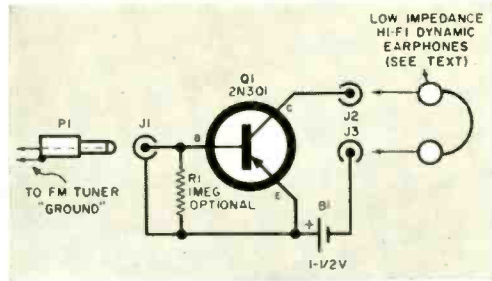 LOW IMPEDANCE
HI-FI DYNAMIC
EARPHONES
(SEE TEXT)
Q1
2N301
P1
J1
B
C
E
J2
J3
R1
1MEG
OPTIONAL
TO FM TUNER
"GROUND"
+
B1
1-1/2V